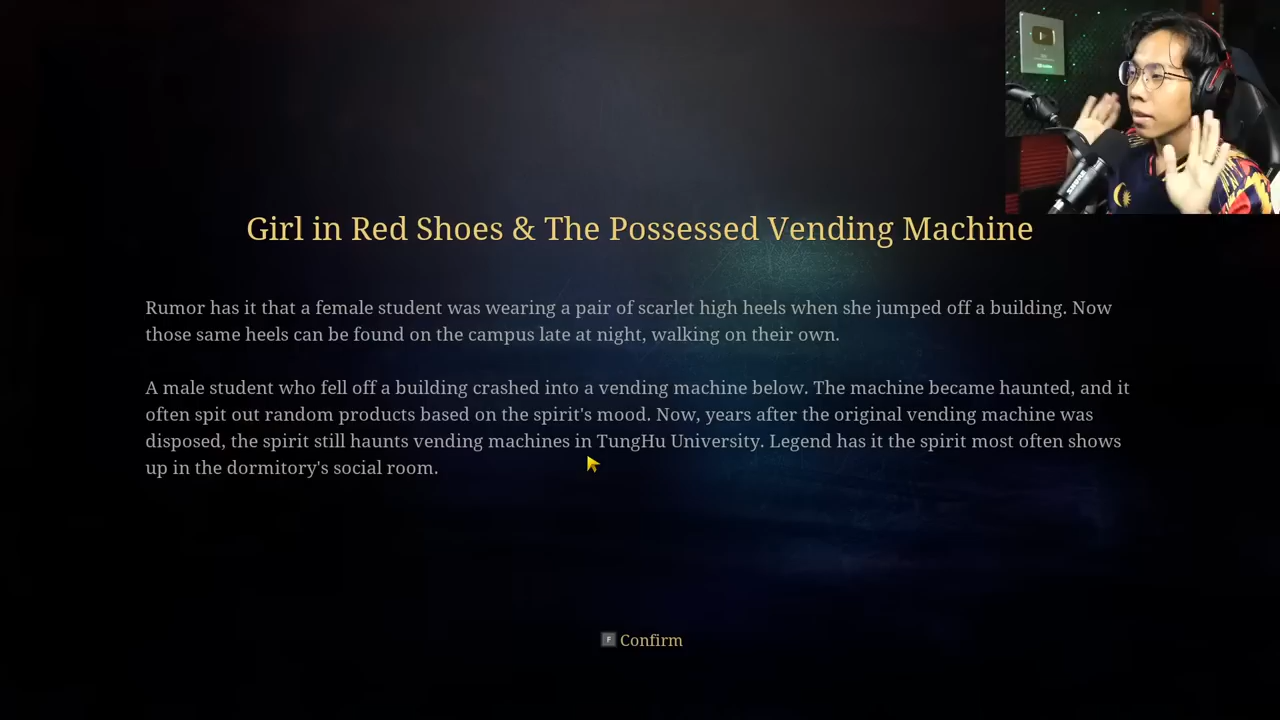 Girl in Red Shoes & The Possessed Vending Machine
Rumor has it that a female student was wearing a pair of scarlet high heels when she jumped off a building. Now
those same heels can be found on the campus late at night, walking on their own.
A male student who fell off a building crashed into a vending machine below. The machine became haunted, and it
often spit out random products based on the spirit's mood. Now, years after the original vending machine was
disposed, the spirit still haunts vending machines in TungHu University. Legend has it the spirit most often shows
up in the dormitory's social room.
F Confirm